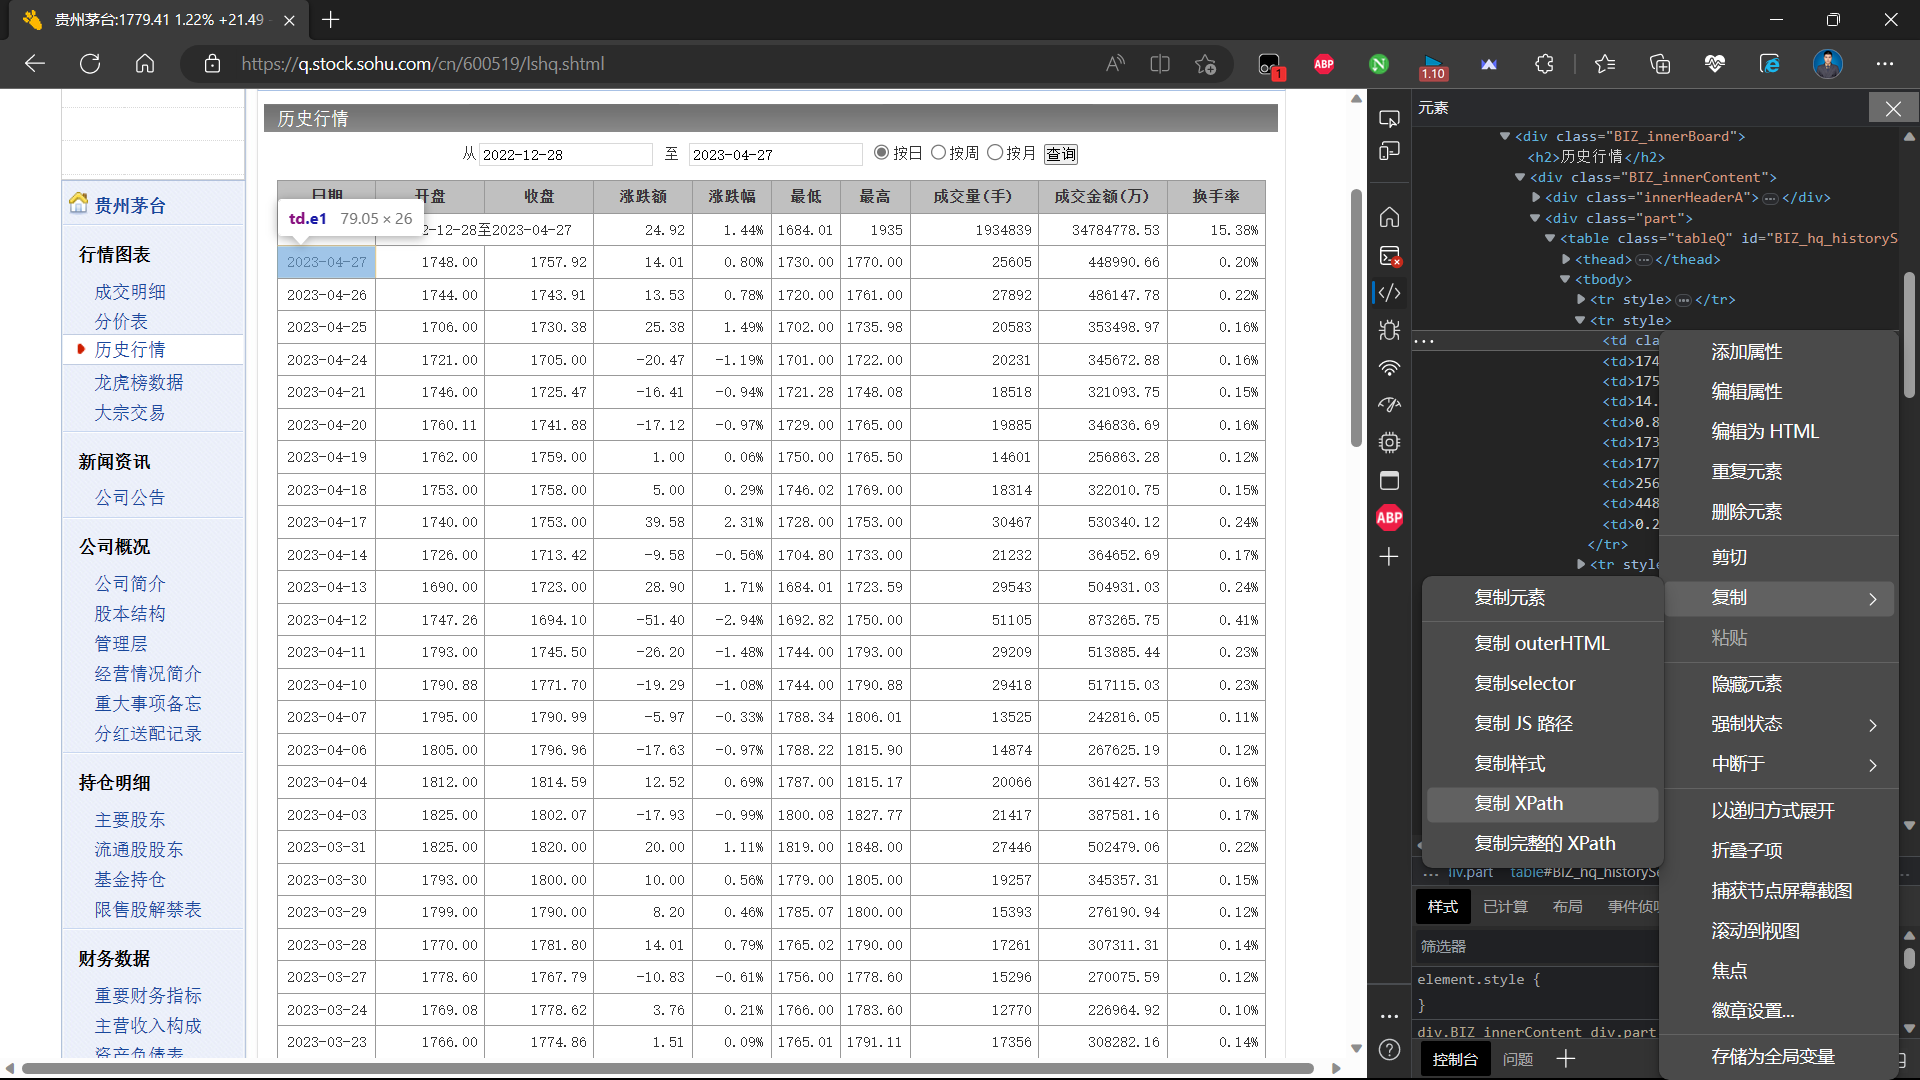 贵州茅台:1779.41 1.22% +21.49
https://q.stock.sohu.com/cn/600519/lshq.shtml
1
ABP
N
1.10
贵州茅台
行情图表
成交明细
分价表
历史行情
龙虎榜数据
大宗交易
新闻资讯
公司公告
公司概况
公司简介
股本结构
管理层
经营情况简介
重大事项备忘
分红送配记录
持仓明细
主要股东
流通股股东
基金持仓
限售股解禁表
财务数据
重要财务指标
主营收入构成
资产负债表
历史行情
从 2022-12-28 至 2023-04-27 按日 按周 按月 查询
日期 开盘 收盘 涨跌额 涨跌幅 最低 最高 成交量(手) 成交金额(万) 换手率
td.e1 79.05 × 26
2-12-28至2023-04-27 24.92 1.44% 1684.01 1935 1934839 34784778.53 15.38%
2023-04-27 1748.00 1757.92 14.01 0.80% 1730.00 1770.00 25605 448990.66 0.20%
2023-04-26 1744.00 1743.91 13.53 0.78% 1720.00 1761.00 27892 486147.78 0.22%
2023-04-25 1706.00 1730.38 25.38 1.49% 1702.00 1735.98 20583 353498.97 0.16%
2023-04-24 1721.00 1705.00 -20.47 -1.19% 1701.00 1722.00 20231 345672.88 0.16%
2023-04-21 1746.00 1725.47 -16.41 -0.94% 1721.28 1748.08 18518 321093.75 0.15%
2023-04-20 1760.11 1741.88 -17.12 -0.97% 1729.00 1765.00 19885 346836.69 0.16%
2023-04-19 1762.00 1759.00 1.00 0.06% 1750.00 1765.50 14601 256863.28 0.12%
2023-04-18 1753.00 1758.00 5.00 0.29% 1746.02 1769.00 18314 322010.75 0.15%
2023-04-17 1740.00 1753.00 39.58 2.31% 1728.00 1753.00 30467 530340.12 0.24%
2023-04-14 1726.00 1713.42 -9.58 -0.56% 1704.80 1733.00 21232 364652.69 0.17%
2023-04-13 1690.00 1723.00 28.90 1.71% 1684.01 1723.59 29543 504931.03 0.24%
2023-04-12 1747.26 1694.10 -51.40 -2.94% 1692.82 1750.00 51105 873265.75 0.41%
2023-04-11 1793.00 1745.50 -26.20 -1.48% 1744.00 1793.00 29209 513885.44 0.23%
2023-04-10 1790.88 1771.70 -19.29 -1.08% 1744.00 1790.88 29418 517115.03 0.23%
2023-04-07 1795.00 1790.99 -5.97 -0.33% 1788.34 1806.01 13525 242816.05 0.11%
2023-04-06 1805.00 1796.96 -17.63 -0.97% 1788.22 1815.90 14874 267625.19 0.12%
2023-04-04 1812.00 1814.59 12.52 0.69% 1787.00 1815.17 20066 361427.53 0.16%
2023-04-03 1825.00 1802.07 -17.93 -0.99% 1800.08 1827.77 21417 387581.16 0.17%
2023-03-31 1825.00 1820.00 20.00 1.11% 1819.00 1848.00 27446 502479.06 0.22%
2023-03-30 1793.00 1800.00 10.00 0.56% 1779.00 1805.00 19257 345357.31 0.15%
2023-03-29 1799.00 1790.00 8.20 0.46% 1785.07 1800.00 15393 276190.94 0.12%
2023-03-28 1770.00 1781.80 14.01 0.79% 1765.02 1790.00 17261 307311.31 0.14%
2023-03-27 1778.60 1767.79 -10.83 -0.61% 1756.00 1778.60 15296 270075.59 0.12%
2023-03-24 1769.08 1778.62 3.76 0.21% 1766.00 1783.60 12770 226964.92 0.10%
2023-03-23 1766.00 1774.86 1.51 0.09% 1765.01 1791.11 17356 308282.16 0.14%
ABP
元素
<div class="BIZ_innerBoard">
<h2>历史行情</h2>
<div class="BIZ_innerContent">
<div class="innerHeaderA"> … </div>
<div class="part">
<table class="tableQ" id="BIZ_hq_historyS
<thead> … </thead>
<tbody>
<tr style> … </tr>
<tr style>
<td cla
<td>174
<td>175
<td>14.
<td>0.8
<td>173
<td>177
<td>256
<td>448
<td>0.2
</tr>
<tr style
添加属性
编辑属性
编辑为 HTML
重复元素
删除元素
剪切
复制
粘贴
隐藏元素
强制状态
中断于
以递归方式展开
折叠子项
捕获节点屏幕截图
滚动到视图
焦点
徽章设置...
存储为全局变量
复制元素
复制 outerHTML
复制selector
复制 JS 路径
复制样式
复制 XPath
复制完整的 XPath
… iv.part table#BIZ_hq_historySe
样式 已计算 布局 事件侦听
筛选器
element.style {
}
div.BIZ_innerContent div.part
控制台 问题